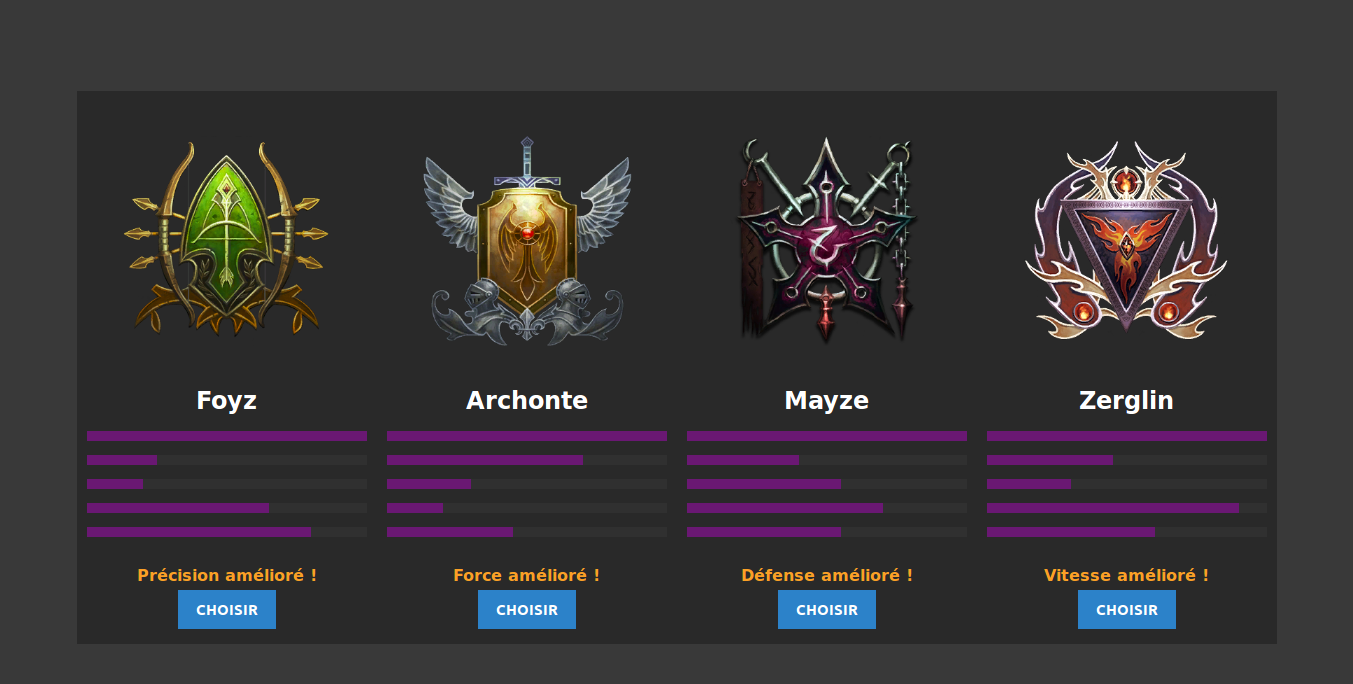 Foyz
Archonte
Mayze
Zerglin
Précision amélioré !
Force amélioré !
Défense amélioré !
Vitesse amélioré !
CHOISIR
CHOISIR
CHOISIR
CHOISIR